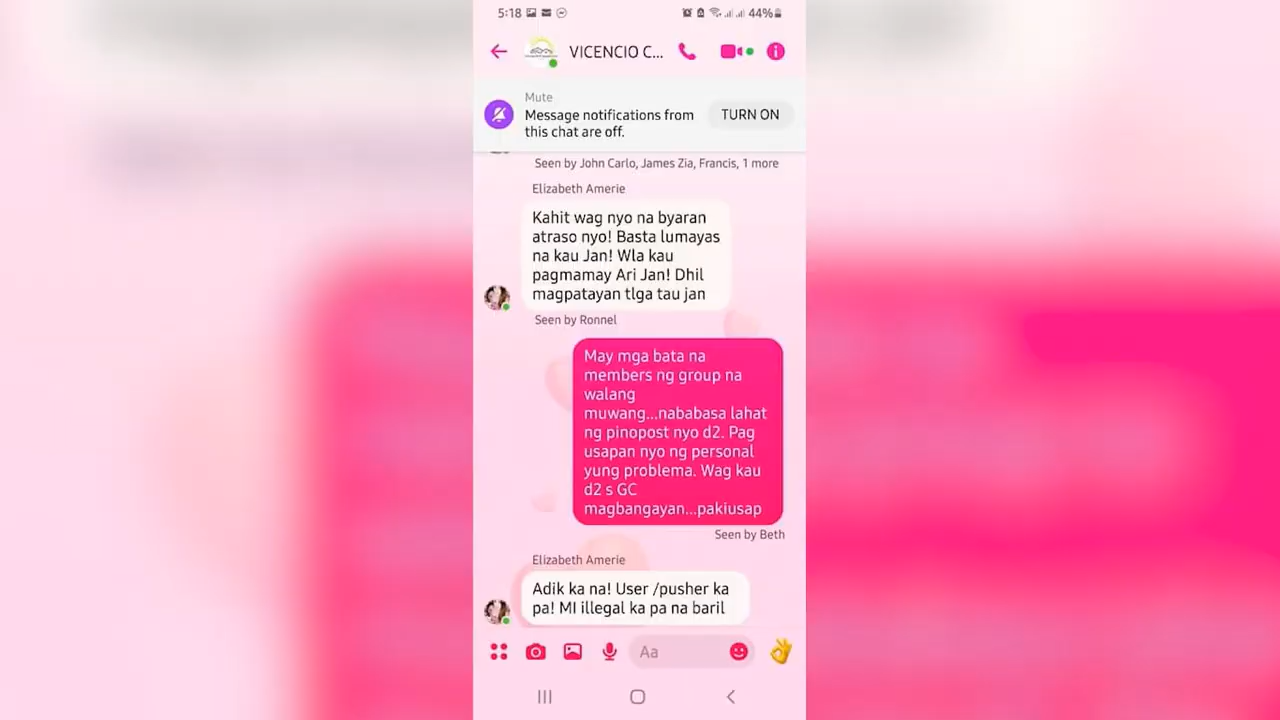 5:18
44%
VICENCIO C...
Mute
Message notifications from
this chat are off.
TURN ON
Seen by John Carlo, James Zia, Francis, 1 more
Elizabeth Amerie
Kahit wag nyo na byaran
atraso nyo! Basta lumayas
na kau Jan! Wla kau
pagmamay Ari Jan! Dhil
magpatayan tlga tau jan
Seen by Ronnel
May mga bata na
members ng group na
walang
muwang...nababasa lahat
ng pinopost nyo d2. Pag
usapan nyo ng personal
yung problema. Wag kau
d2 s GC
magbangayan...pakiusap
Seen by Beth
Elizabeth Amerie
Adik ka na! User /pusher ka
pa! MI illegal ka pa na baril
Aa